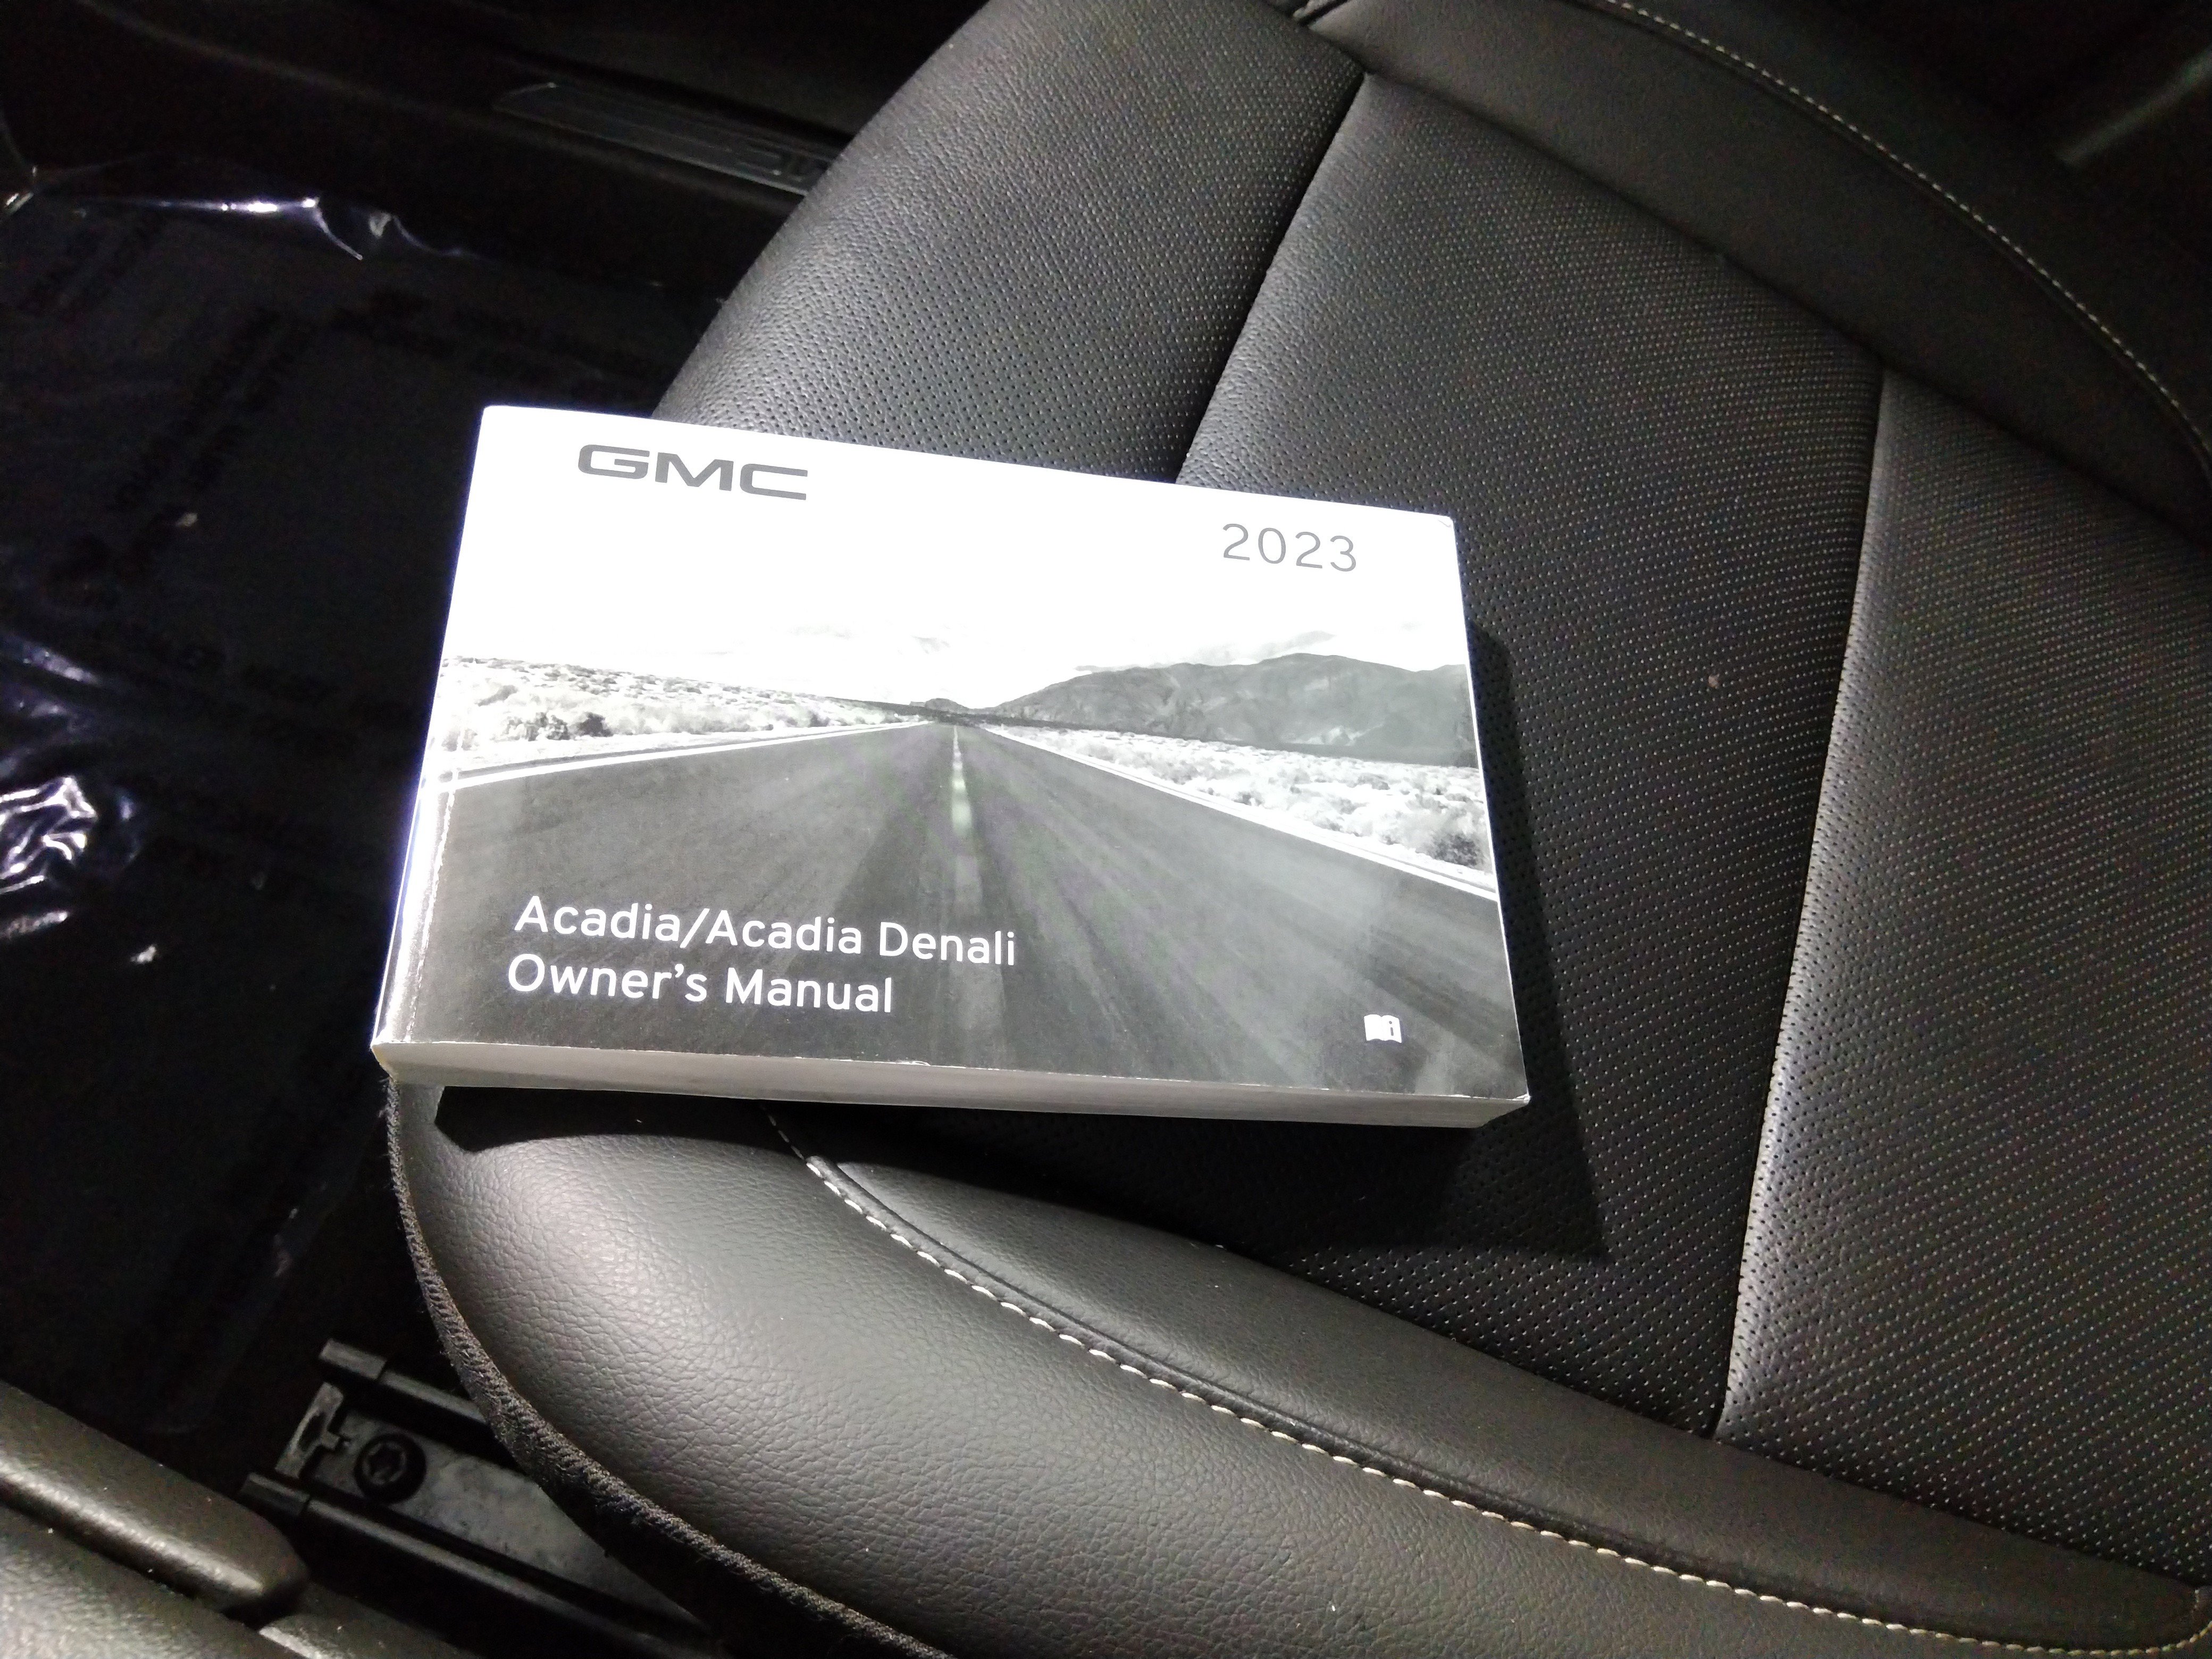 GMC
2023
Acadia/Acadia Denali
Owner's Manual